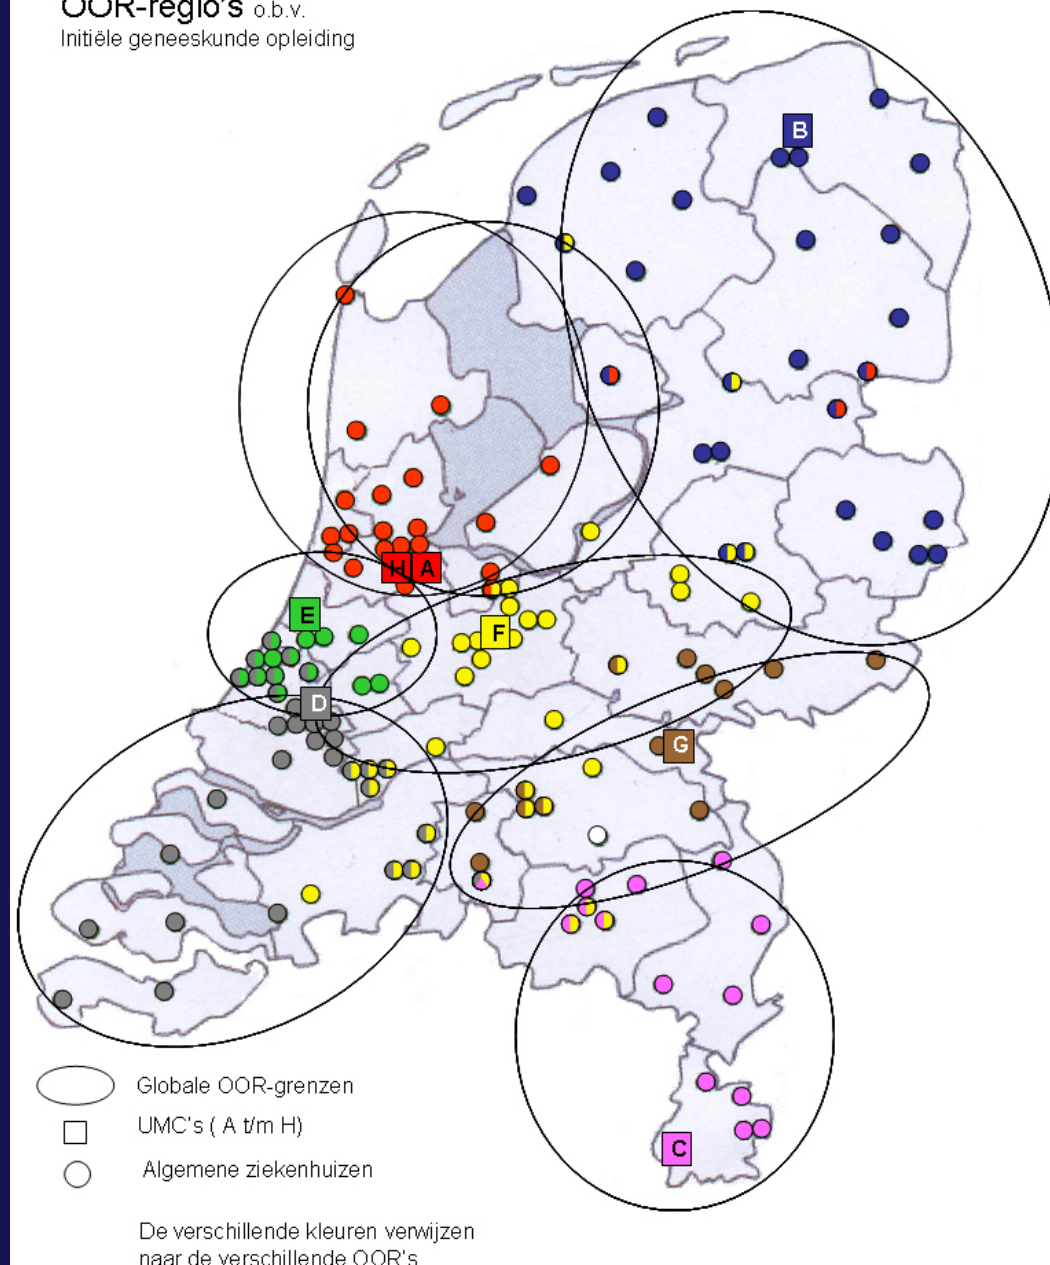 OOR-regio's o.b.v.
Initiële geneeskunde opleiding
B
H A
E
F
D
G
C
Globale OOR-grenzen
UMC's ( A t/m H)
Algemene ziekenhuizen
De verschillende kleuren verwijzen
naar de verschillende OOR's